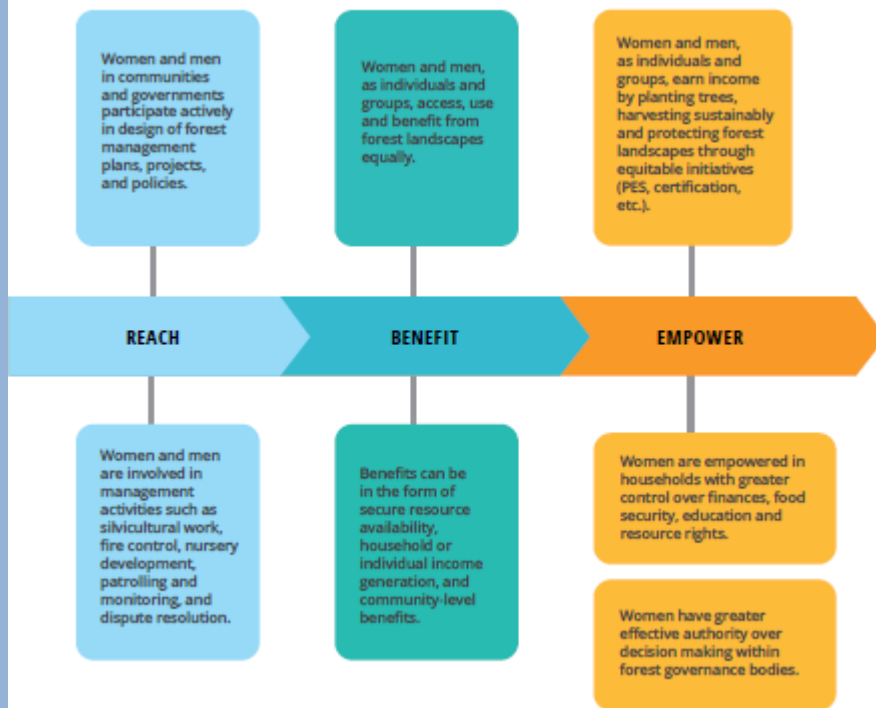 Women and men
in communities
and governments
participate actively
in design of forest
management
plans, projects,
and policies.
Women and men,
as individuals and
groups, access, use
and benefit from
forest landscapes
equally.
Women and men,
as individuals and
groups, earn income
by planting trees,
harvesting sustainably
and protecting forest
landscapes through
equitable initiatives
(PES, certification,
etc.).
REACH
BENEFIT
EMPOWER
Women and men
are involved in
management
activities such as
silvicultural work,
fire control, nursery
development,
patrolling and
monitoring, and
dispute resolution.
Benefits can be
in the form of
secure resource
availability,
household or
individual income
generation, and
community-level
benefits.
Women are empowered in
households with greater
control over finances, food
security, education and
resource rights.
Women have greater
effective authority over
decision making within
forest governance bodies.